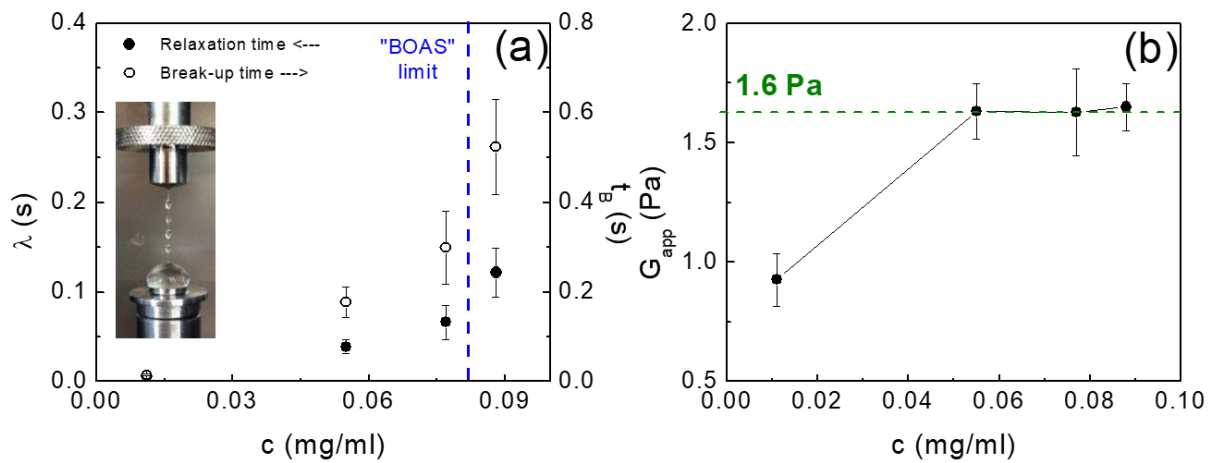 (a)
Relaxation time <---
Break-up time --->
"BOAS"
limit
0.4
0.3
0.2
0.1
0.0
λ (s)
0.8
0.6
0.4
0.2
0.0
t_B (s)
0.00 0.03 0.06 0.09
c (mg/ml)
(b)
1.6 Pa
2.0
1.5
1.0
0.5
G_app (Pa)
0.00 0.02 0.04 0.06 0.08 0.10
c (mg/ml)